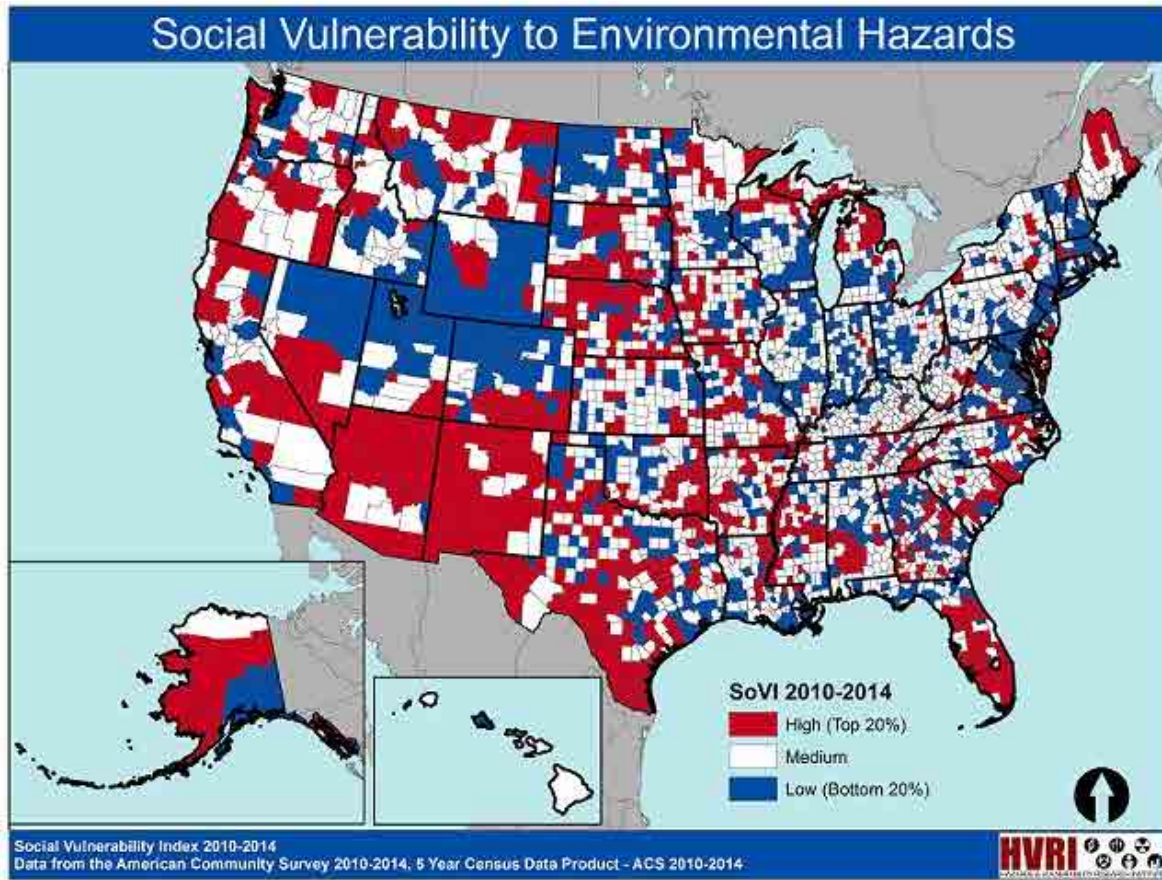 Social Vulnerability to Environmental Hazards
SoVI 2010-2014
High (Top 20%)
Medium
Low (Bottom 20%)
Social Vulnerability Index 2010-2014
Data from the American Community Survey 2010-2014, 5 Year Census Data Product - ACS 2010-2014
HVRI